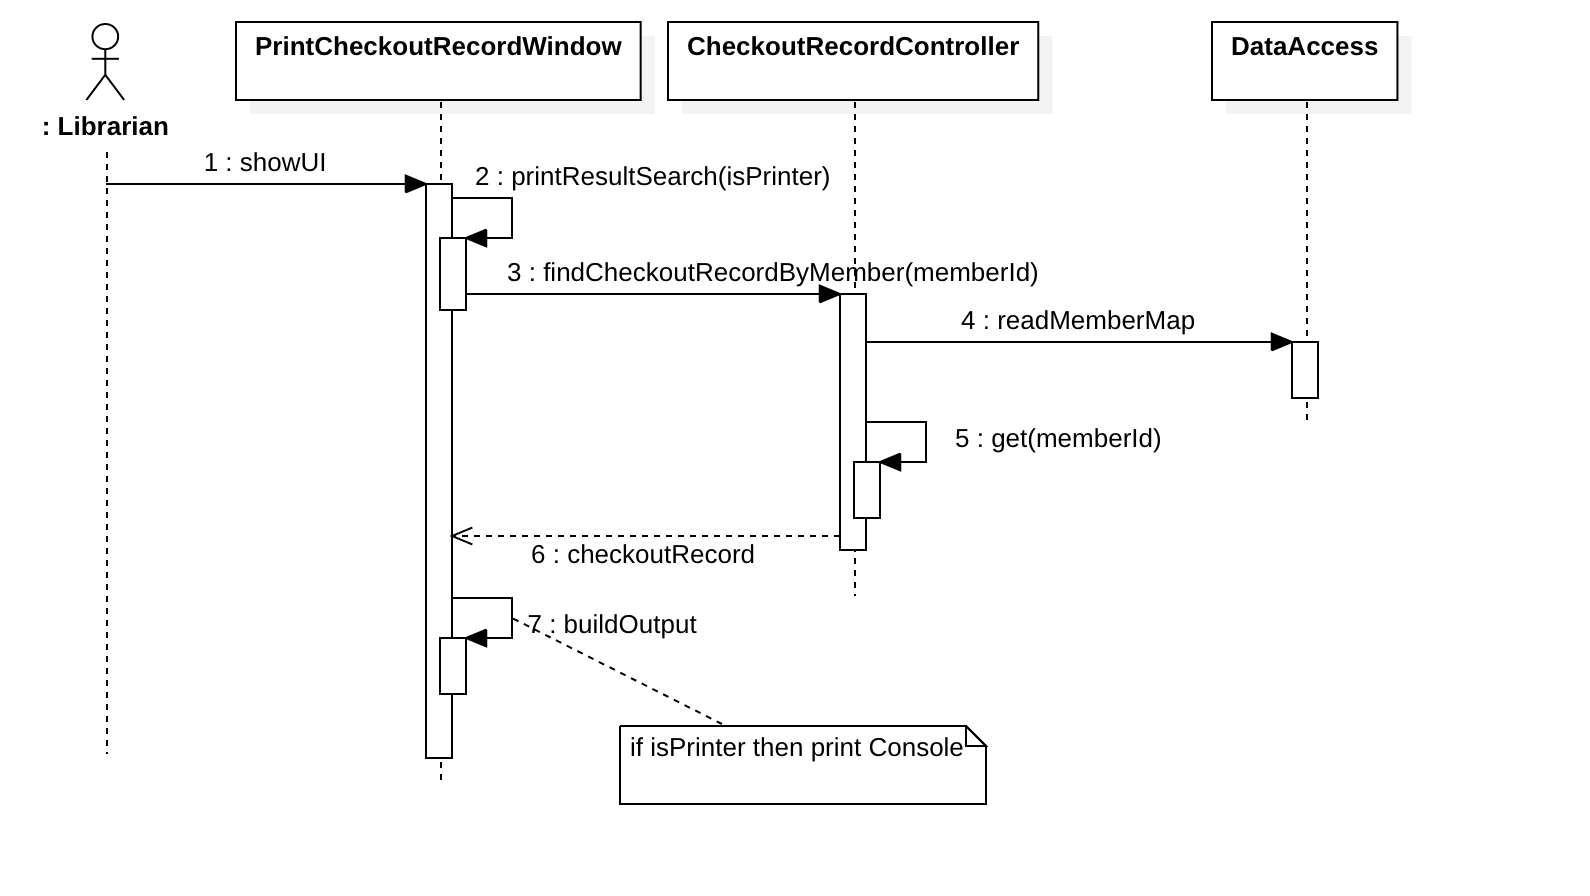 PrintCheckoutRecordWindow
CheckoutRecordController
DataAccess
: Librarian
1 : showUI
2 : printResultSearch(isPrinter)
3 : findCheckoutRecordByMember(memberId)
4 : readMemberMap
5 : get(memberId)
6 : checkoutRecord
7 : buildOutput
if isPrinter then print Console